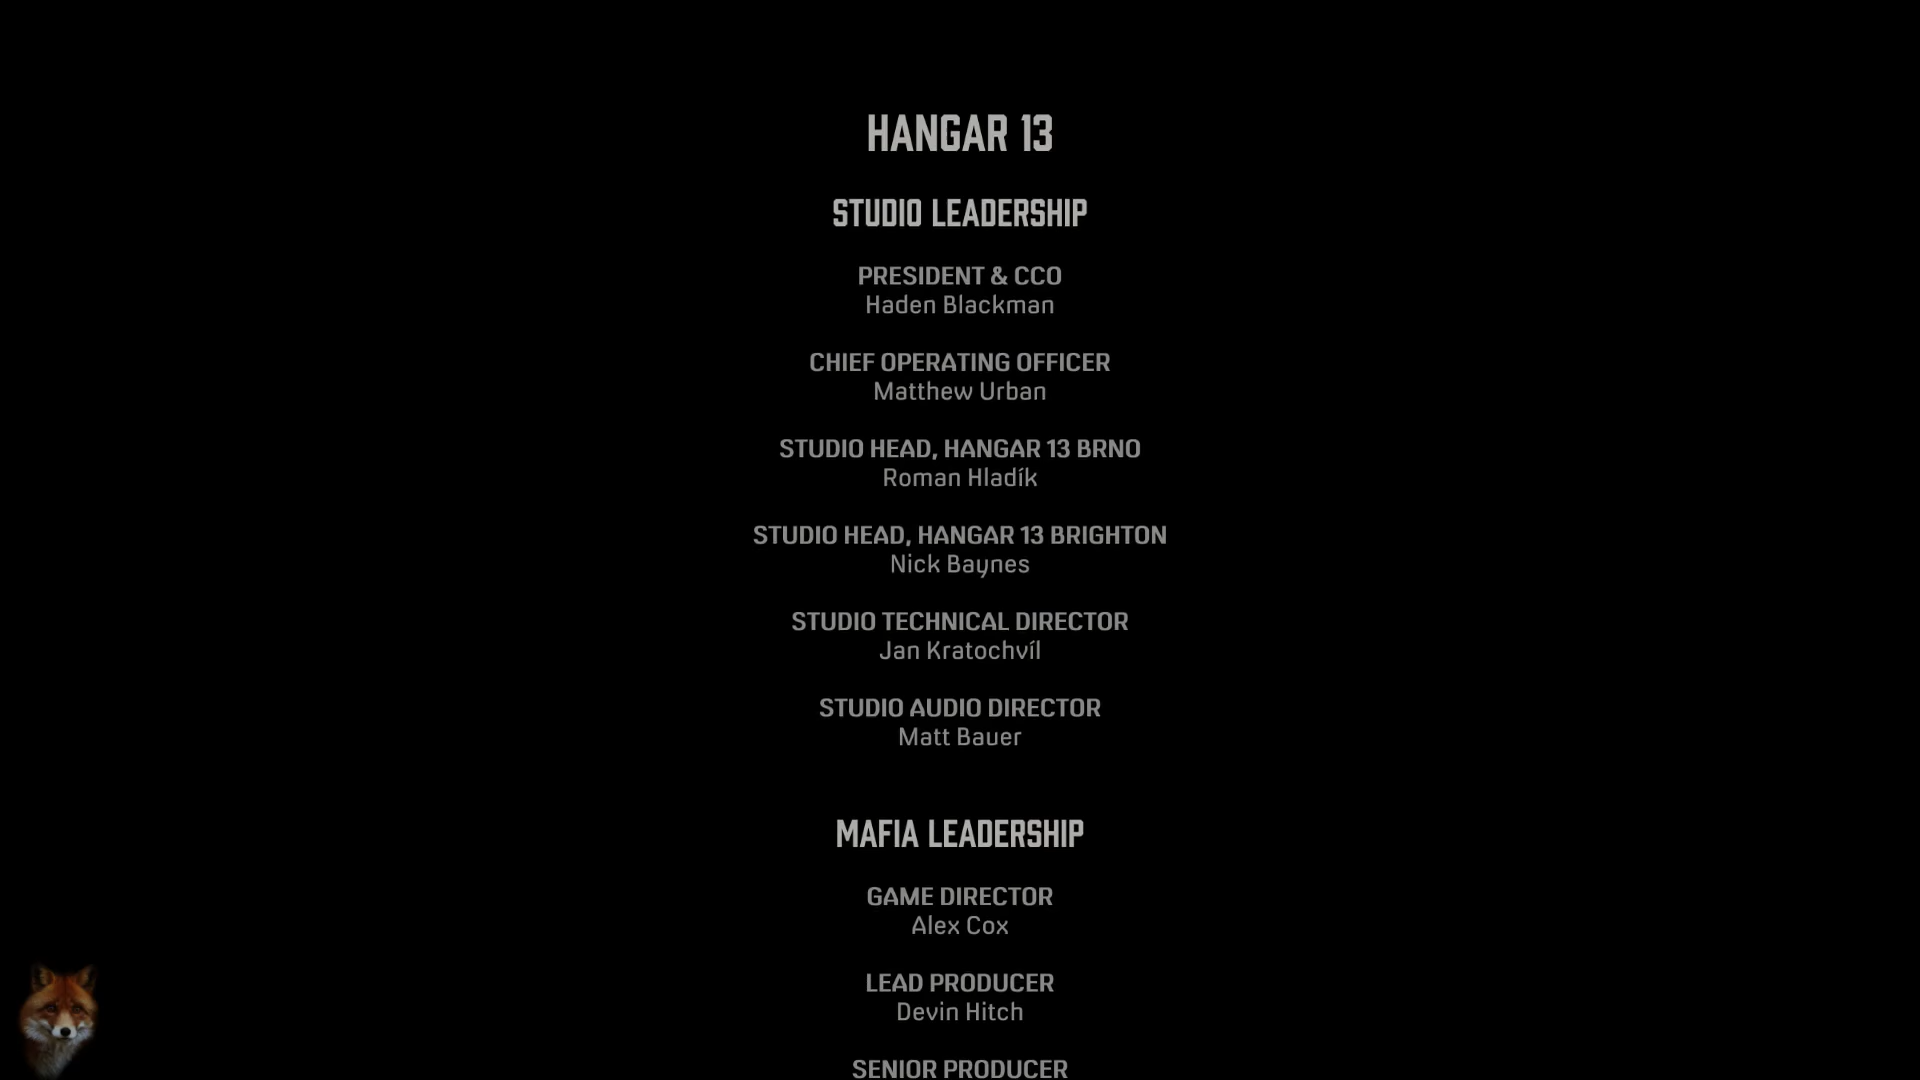 HANGAR 13
STUDIO LEADERSHIP
PRESIDENT & CCO
Haden Blackman
CHIEF OPERATING OFFICER
Matthew Urban
STUDIO HEAD, HANGAR 13 BRNO
Roman Hladík
STUDIO HEAD, HANGAR 13 BRIGHTON
Nick Baynes
STUDIO TECHNICAL DIRECTOR
Jan Kratochvíl
STUDIO AUDIO DIRECTOR
Matt Bauer
MAFIA LEADERSHIP
GAME DIRECTOR
Alex Cox
LEAD PRODUCER
Devin Hitch
SENIOR PRODUCER